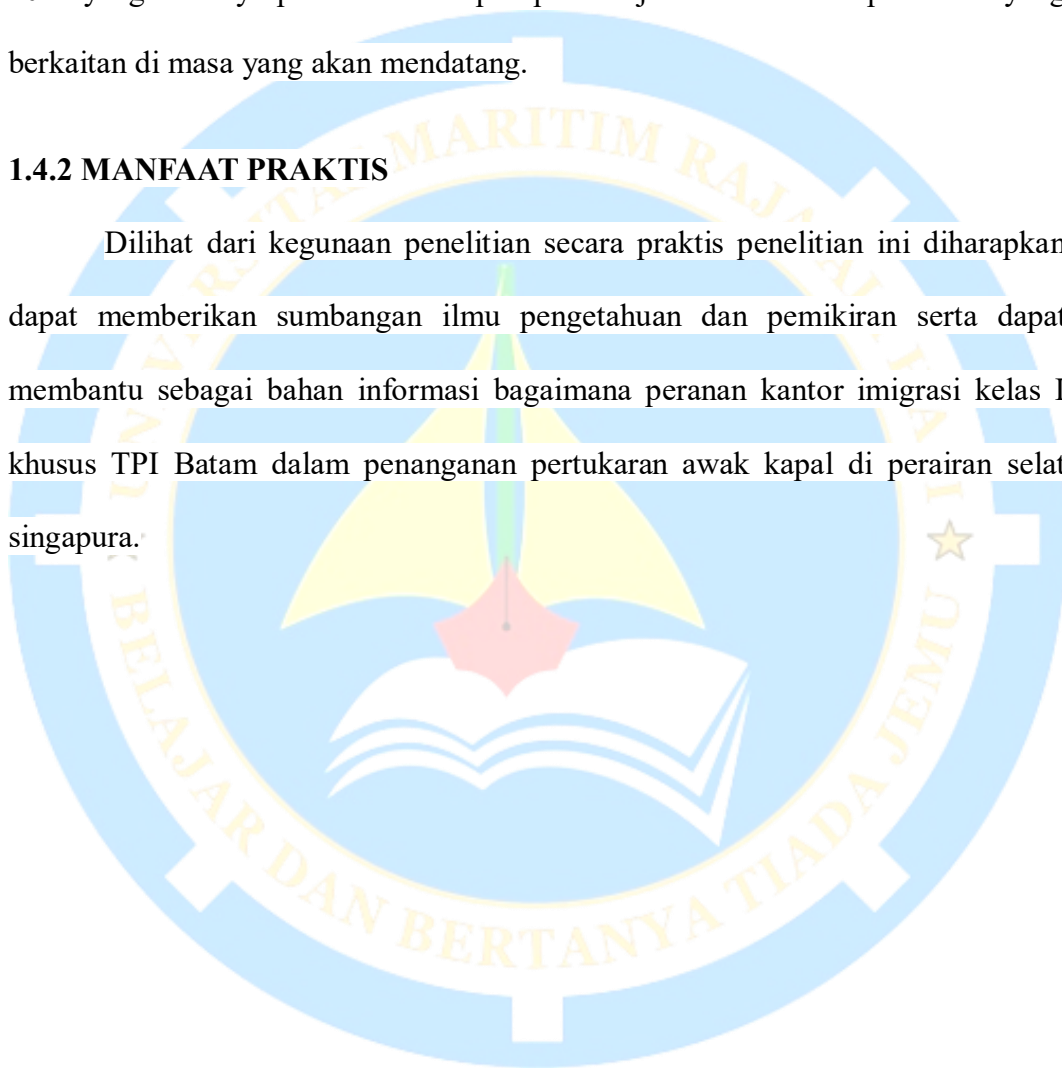 berkaitan di masa yang akan mendatang.
1.4.2 MANFAAT PRAKTIS
Dilihat dari kegunaan penelitian secara praktis penelitian ini diharapkan
dapat memberikan sumbangan ilmu pengetahuan dan pemikiran serta dapat
membantu sebagai bahan informasi bagaimana peranan kantor imigrasi kelas I
khusus TPI Batam dalam penanganan pertukaran awak kapal di perairan selat
singapura.
MARITIM
BELAJAR DAN BERTANYA TIADA JEMU